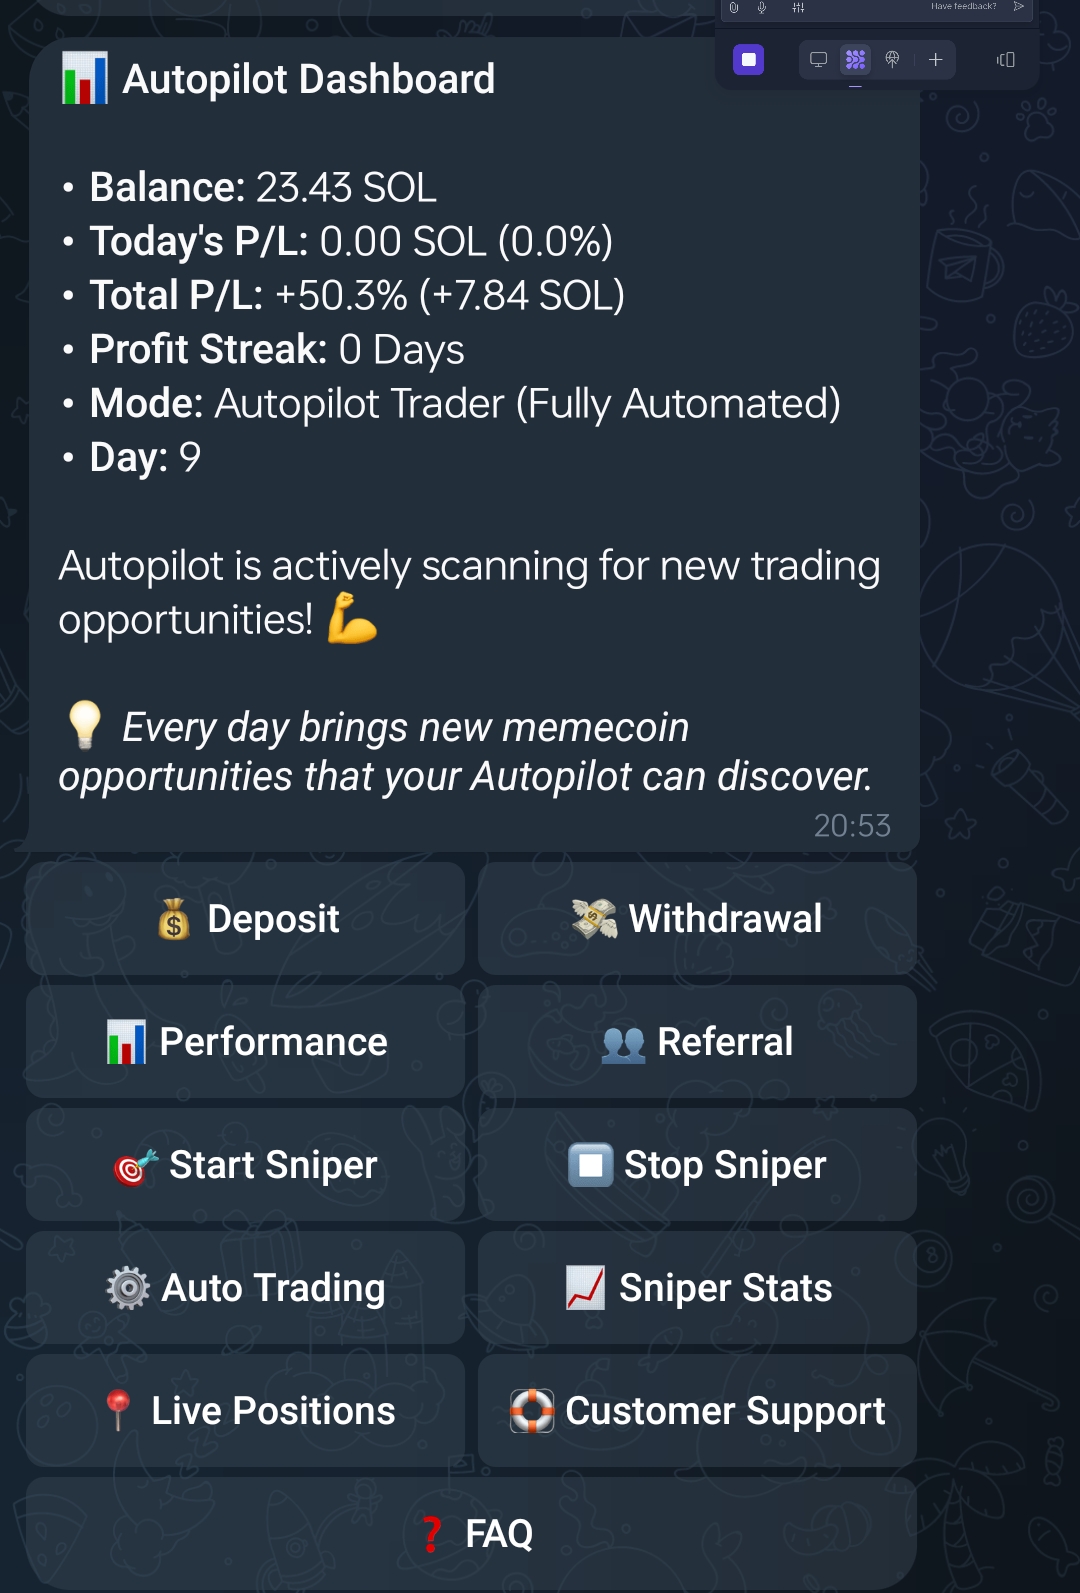 Have feedback?
📊 Autopilot Dashboard
• Balance: 23.43 SOL
• Today's P/L: 0.00 SOL (0.0%)
• Total P/L: +50.3% (+7.84 SOL)
• Profit Streak: 0 Days
• Mode: Autopilot Trader (Fully Automated)
• Day: 9
Autopilot is actively scanning for new trading
opportunities! 💪
💡 Every day brings new memecoin
opportunities that your Autopilot can discover.
20:53
💰 Deposit
💸 Withdrawal
📊 Performance
👥 Referral
🎯 Start Sniper
⏹️ Stop Sniper
⚙️ Auto Trading
📈 Sniper Stats
📍 Live Positions
🛟 Customer Support
❓ FAQ